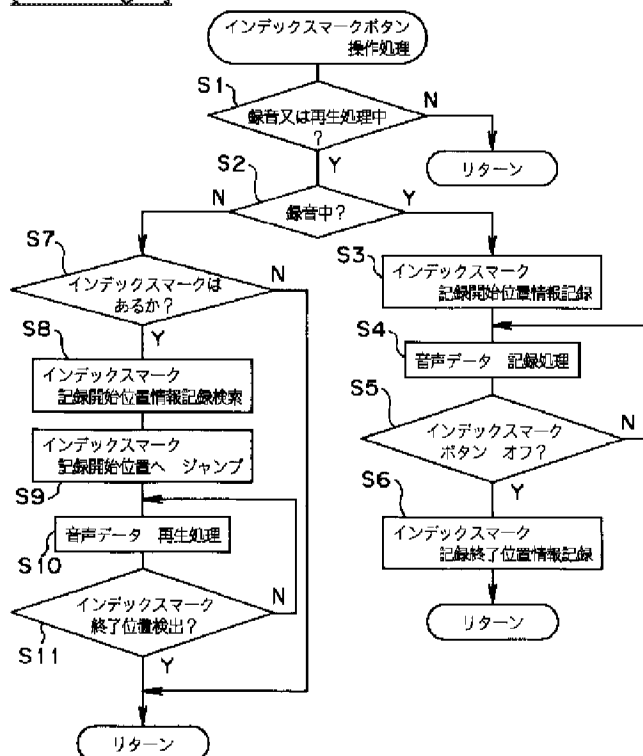 インデックスマークボタン
操作処理
S1
録音又は再生処理中
?
N
リターン
Y
S2
録音中?
N
Y
S7
インデックスマークは
あるか?
N
Y
S8
インデックスマーク
記録開始位置情報記録検索
インデックスマーク
記録開始位置へ ジャンプ
S9
音声データ 再生処理
S10
インデックスマーク
終了位置検出?
N
S11
Y
リターン
S3
インデックスマーク
記録開始位置情報記録
S4
音声データ 記録処理
S5
インデックスマーク
ボタン オフ?
N
Y
S6
インデックスマーク
記録終了位置情報記録
リターン